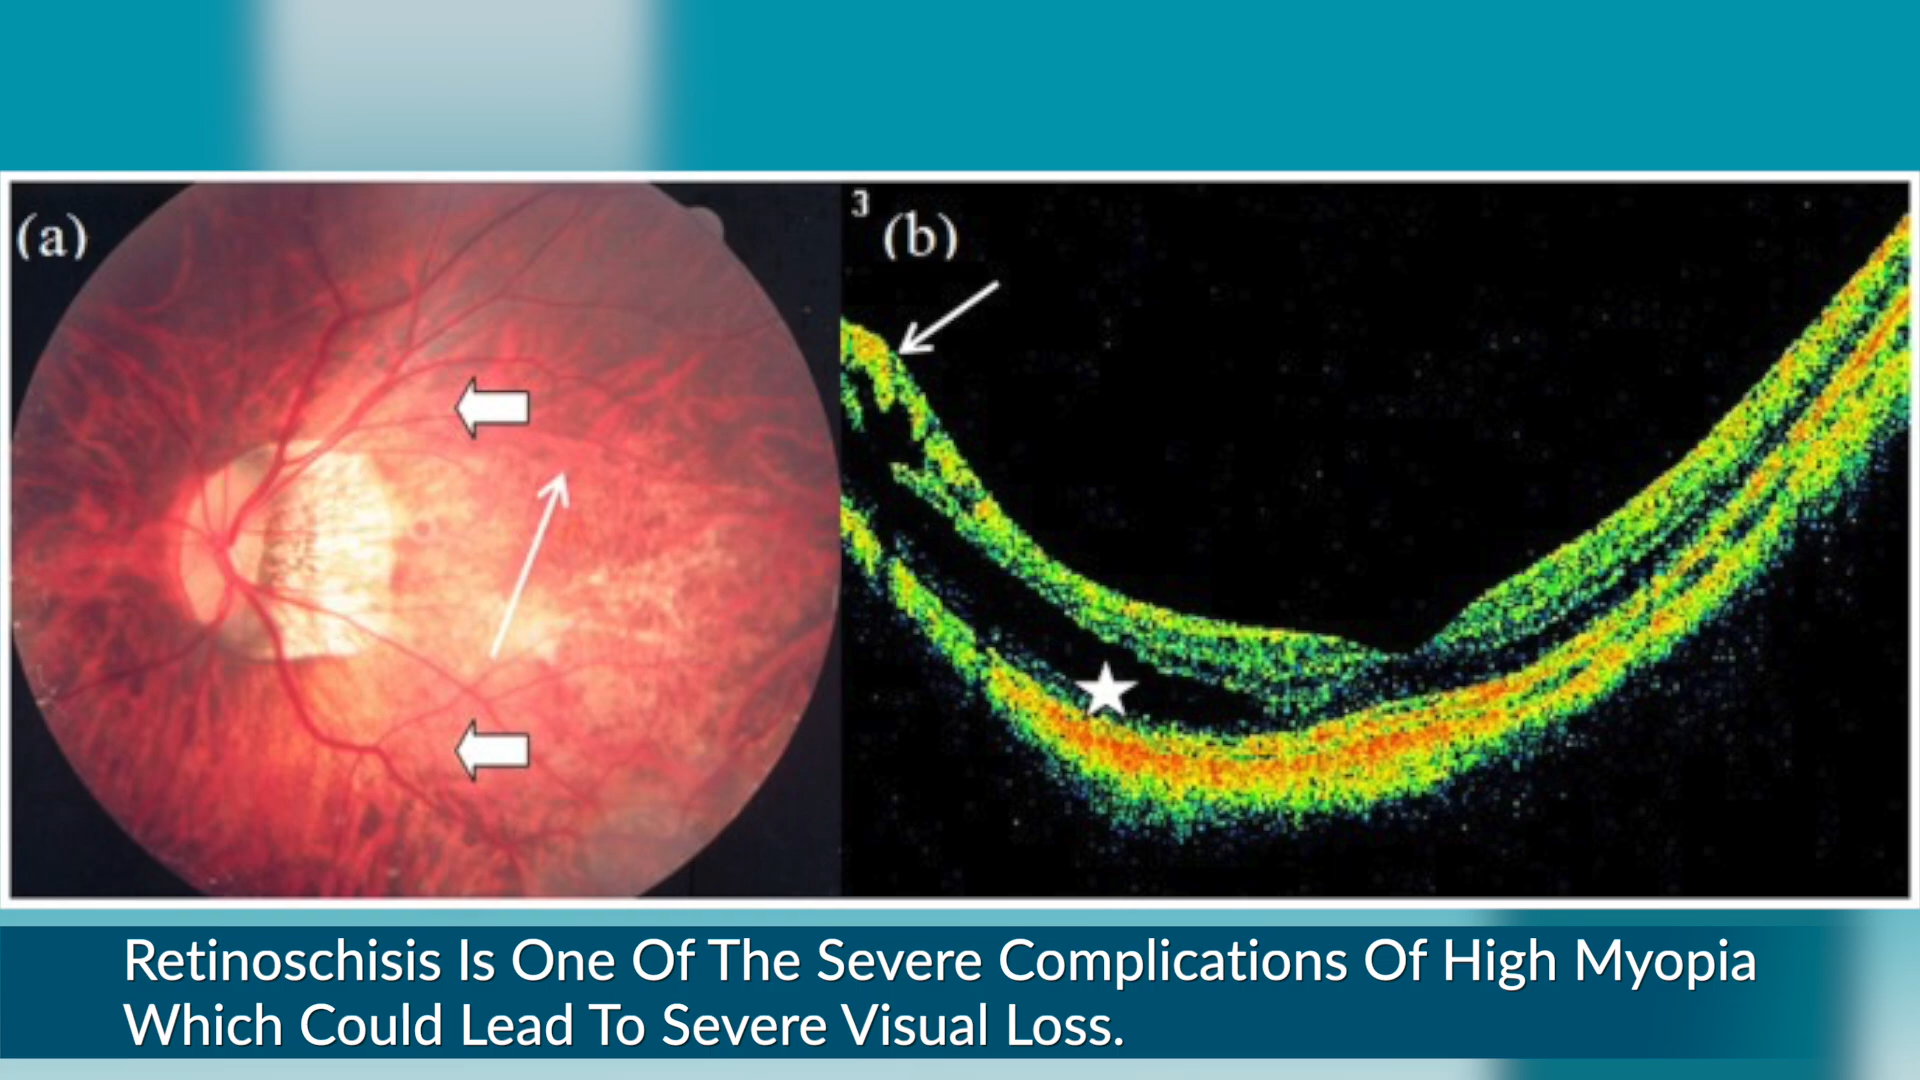 (a)
3
(b)
Retinoschisis Is One Of The Severe Complications Of High Myopia
Which Could Lead To Severe Visual Loss.